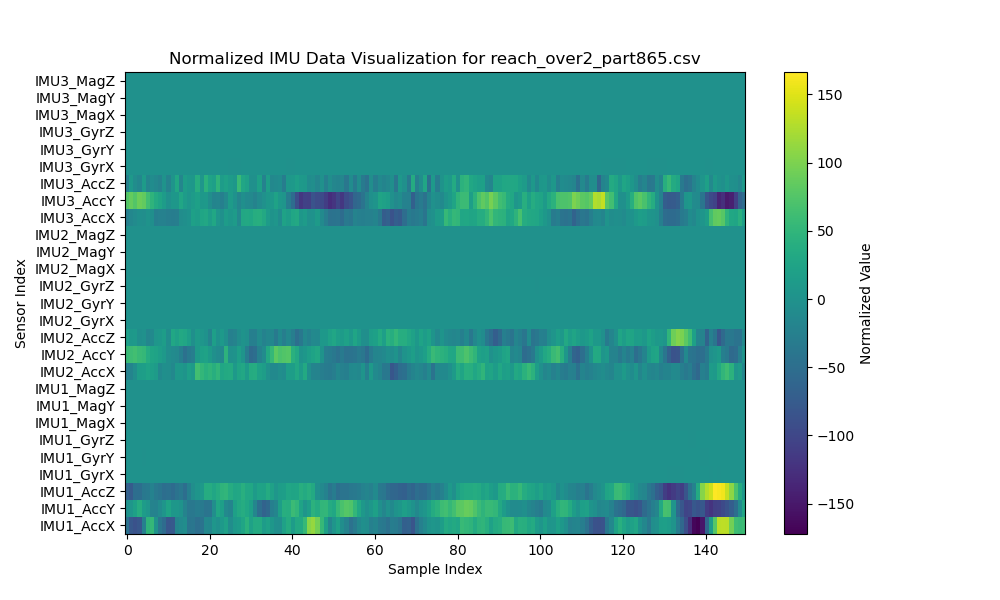 Normalized IMU Data Visualization for reach_over2_part865.csv
IMU3_MagZ
IMU3_MagY
IMU3_MagX
IMU3_GyrZ
IMU3_GyrY
IMU3_GyrX
IMU3_AccZ
IMU3_AccY
IMU3_AccX
IMU2_MagZ
IMU2_MagY
IMU2_MagX
IMU2_GyrZ
IMU2_GyrY
IMU2_GyrX
IMU2_AccZ
IMU2_AccY
IMU2_AccX
IMU1_MagZ
IMU1_MagY
IMU1_MagX
IMU1_GyrZ
IMU1_GyrY
IMU1_GyrX
IMU1_AccZ
IMU1_AccY
IMU1_AccX
Sensor Index
0 20 40 60 80 100 120 140
Sample Index
150
100
50
0
−50
−100
−150
Normalized Value